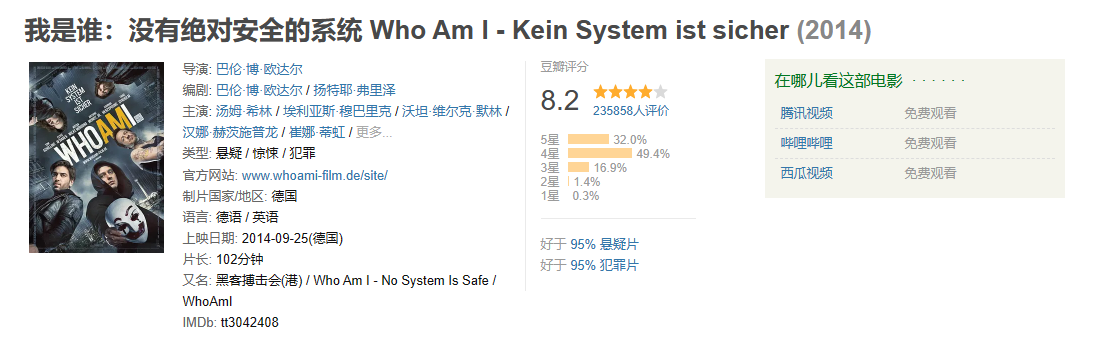 我是谁：没有绝对安全的系统 Who Am I - Kein System ist sicher (2014)
KEIN
SYSTEM
IST
SICHER
WHOAMI
导演: 巴伦·博·欧达尔
编剧: 巴伦·博·欧达尔 / 扬特耶·弗里泽
主演: 汤姆·希林 / 埃利亚斯·穆巴里克 / 沃坦·维尔克·默林 /
汉娜·赫茨施普龙 / 崔娜·蒂虹 / 更多...
类型: 悬疑 / 惊悚 / 犯罪
官方网站: www.whoami-film.de/site/
制片国家/地区: 德国
语言: 德语 / 英语
上映日期: 2014-09-25(德国)
片长: 102分钟
又名: 黑客搏击会(港) / Who Am I - No System Is Safe /
WhoAmI
IMDb: tt3042408
豆瓣评分
8.2
235858人评价
5星 32.0%
4星 49.4%
3星 16.9%
2星 1.4%
1星 0.3%
好于 95% 悬疑片
好于 95% 犯罪片
在哪儿看这部电影 · · · · · ·
腾讯视频 免费观看
哔哩哔哩 免费观看
西瓜视频 免费观看